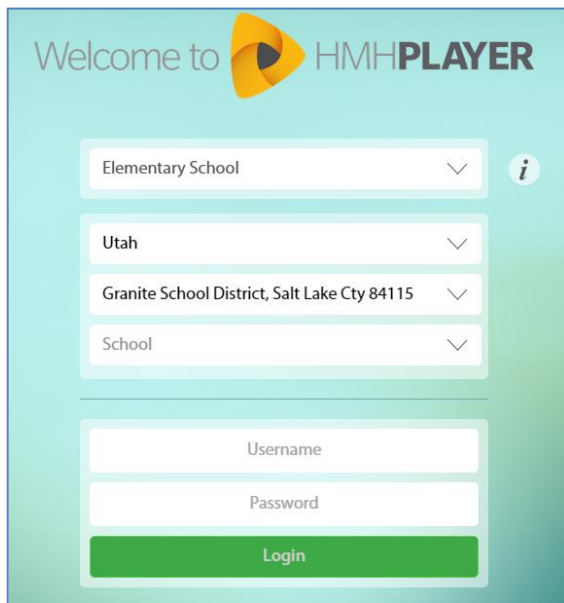 Welcome to HMHPLAYER
Elementary School
i
Utah
Granite School District, Salt Lake Cty 84115
School
Username
Password
Login